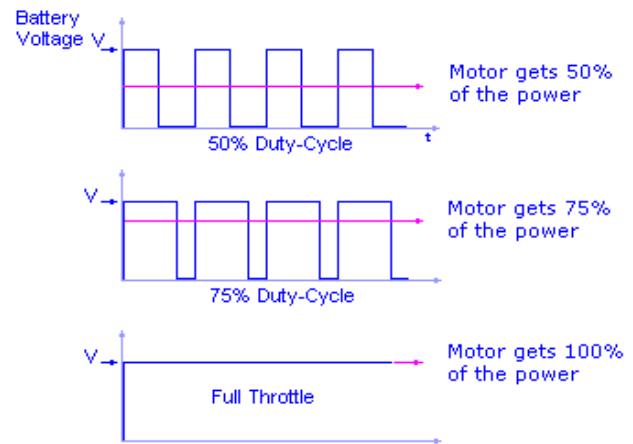 Battery
Voltage V
Motor gets 50%
of the power
50% Duty-Cycle
t
V
Motor gets 75%
of the power
75% Duty-Cycle
V
Motor gets 100%
of the power
Full Throttle